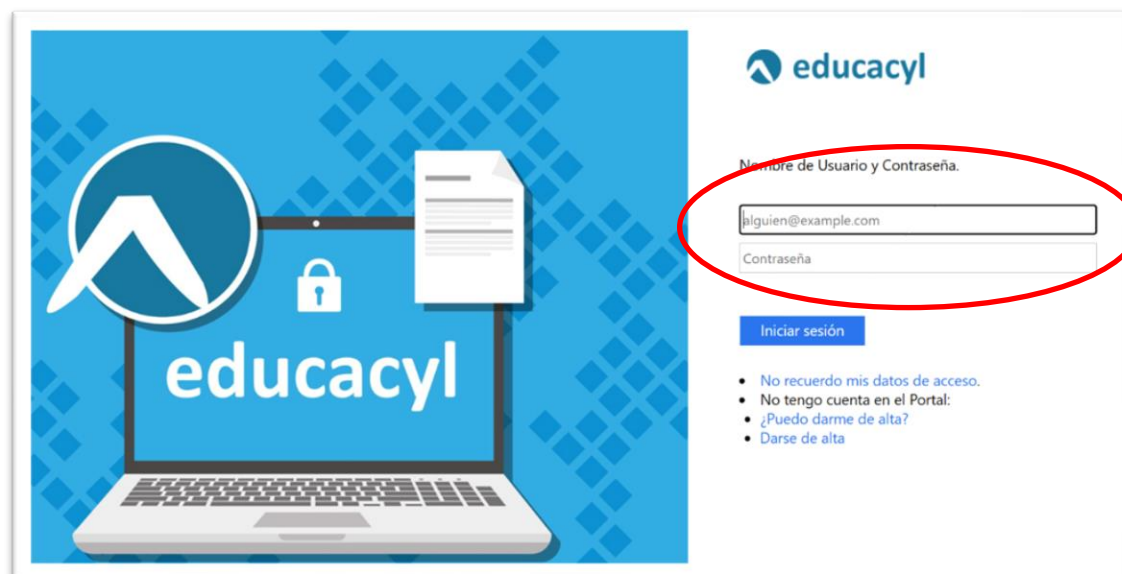 educacyl
educacyl
Nombre de Usuario y Contraseña.
alguien@example.com
Contraseña
Iniciar sesión
No recuerdo mis datos de acceso.
No tengo cuenta en el Portal:
¿Puedo darme de alta?
Darse de alta